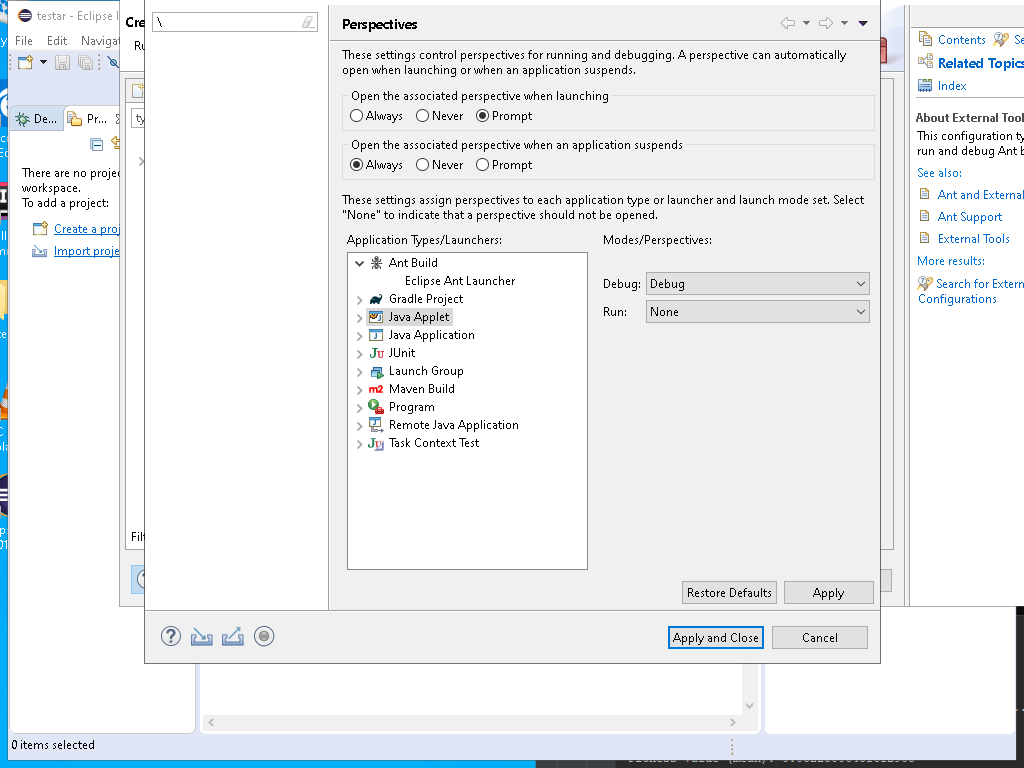 testar - Eclipse I
File Edit Navigat
De...
Pr...
There are no proje
workspace.
To add a project:
Create a proj
Import proje
0 items selected
Cre
Ru
ty
Filt
\
Perspectives
These settings control perspectives for running and debugging. A perspective can automatically
open when launching or when an application suspends.
Open the associated perspective when launching
Always Never Prompt
Open the associated perspective when an application suspends
Always Never Prompt
These settings assign perspectives to each application type or launcher and launch mode set. Select
"None" to indicate that a perspective should not be opened.
Application Types/Launchers:
Ant Build
Eclipse Ant Launcher
Gradle Project
Java Applet
Java Application
JUnit
Launch Group
Maven Build
Program
Remote Java Application
Task Context Test
Modes/Perspectives:
Debug: Debug
Run: None
Restore Defaults Apply
Apply and Close Cancel
Contents Se
Related Topics
Index
About External Tool
This configuration ty
run and debug Ant b
See also:
Ant and External
Ant Support
External Tools
More results:
Search for Extern
Configurations